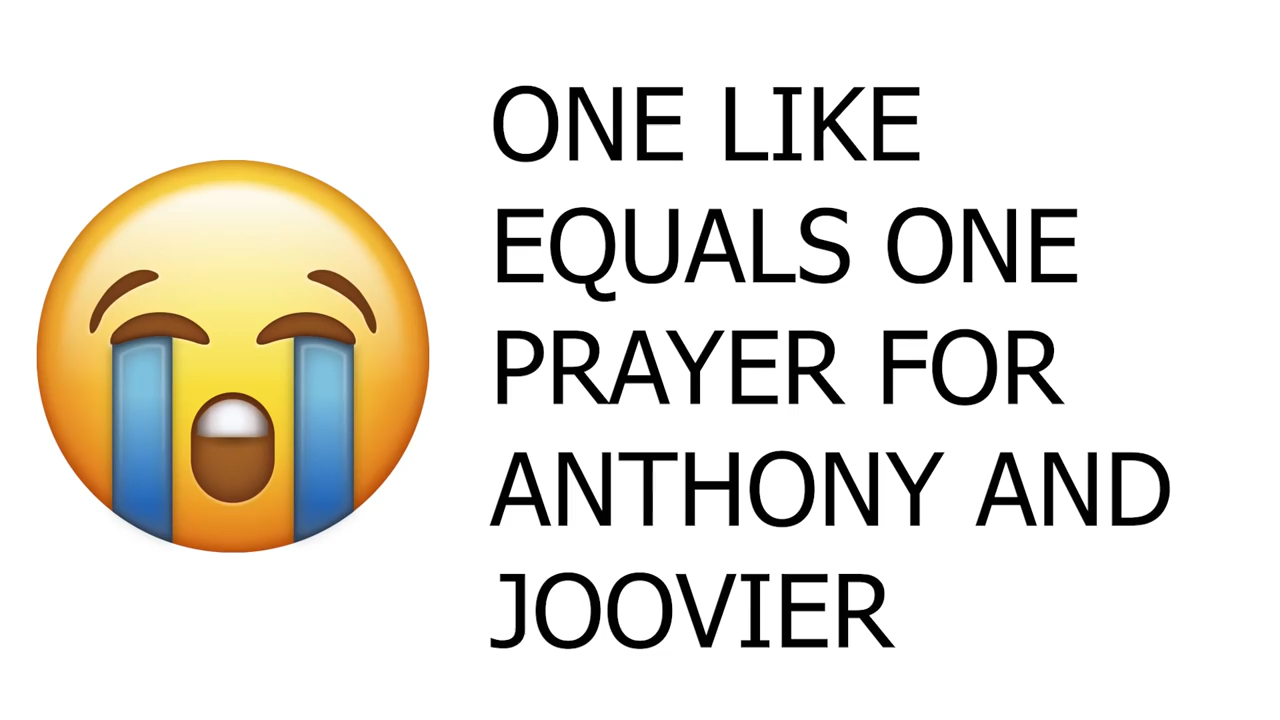 ONE LIKE
EQUALS ONE
PRAYER FOR
ANTHONY AND
JOOVIER